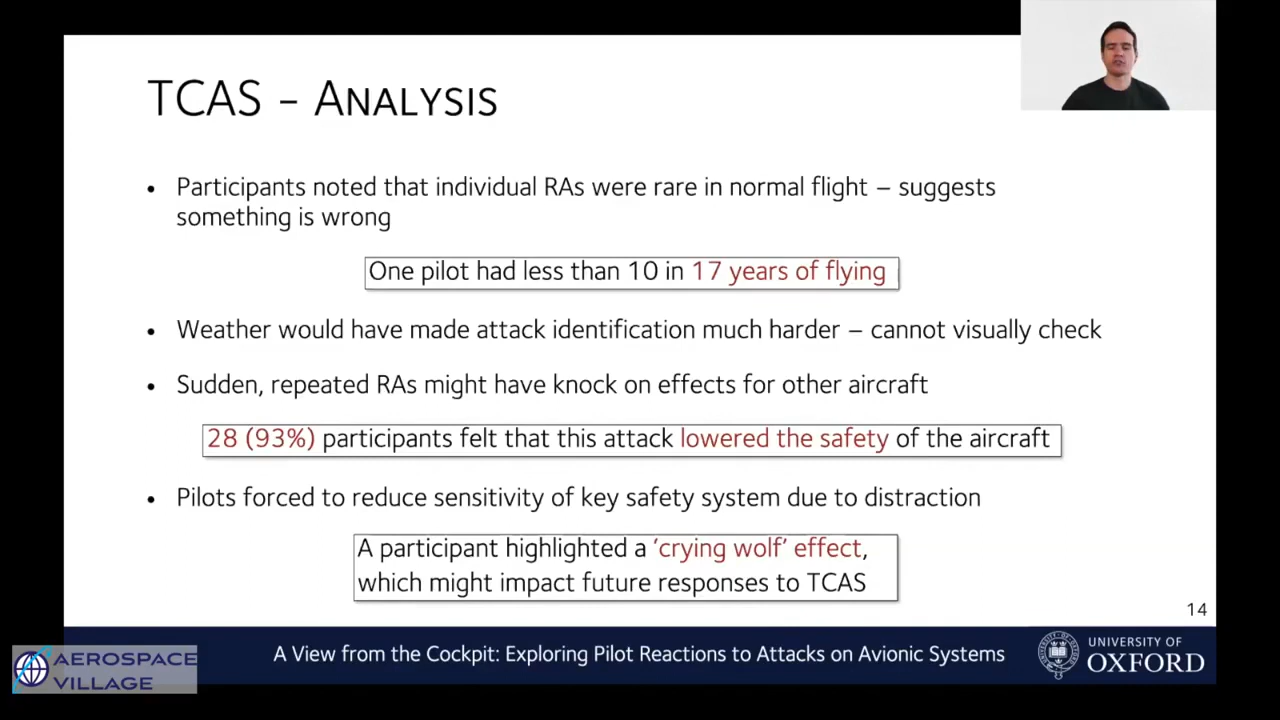 TCAS – ANALYSIS
• Participants noted that individual RAs were rare in normal flight – suggests
something is wrong
One pilot had less than 10 in 17 years of flying
• Weather would have made attack identification much harder – cannot visually check
• Sudden, repeated RAs might have knock on effects for other aircraft
28 (93%) participants felt that this attack lowered the safety of the aircraft
• Pilots forced to reduce sensitivity of key safety system due to distraction
A participant highlighted a ‘crying wolf’ effect,
which might impact future responses to TCAS
14
AEROSPACE
VILLAGE
A View from the Cockpit: Exploring Pilot Reactions to Attacks on Avionic Systems
UNIVERSITY OF
OXFORD